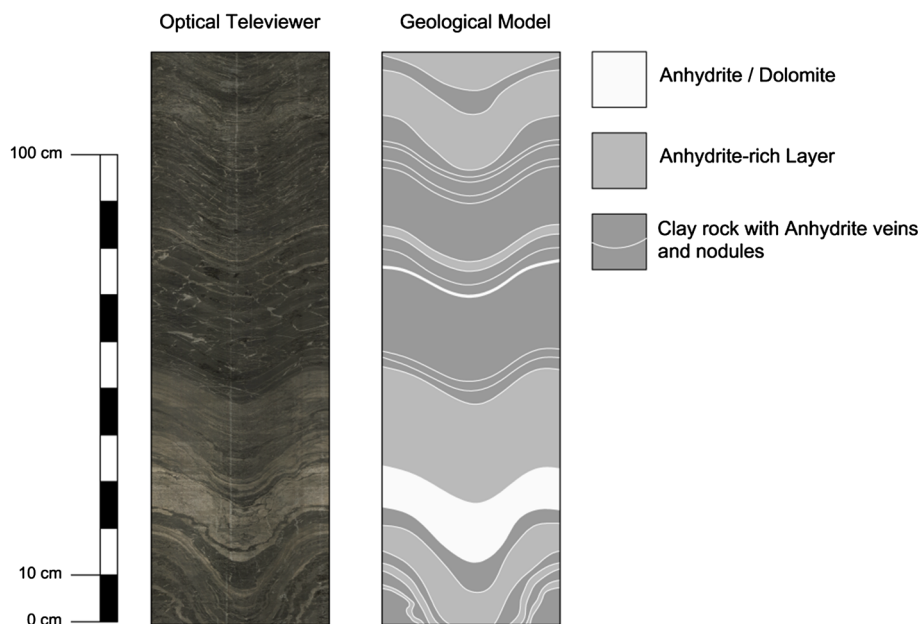 Optical Televiewer
Geological Model
Anhydrite / Dolomite
100 cm
Anhydrite-rich Layer
Clay rock with Anhydrite veins
and nodules
10 cm
0 cm